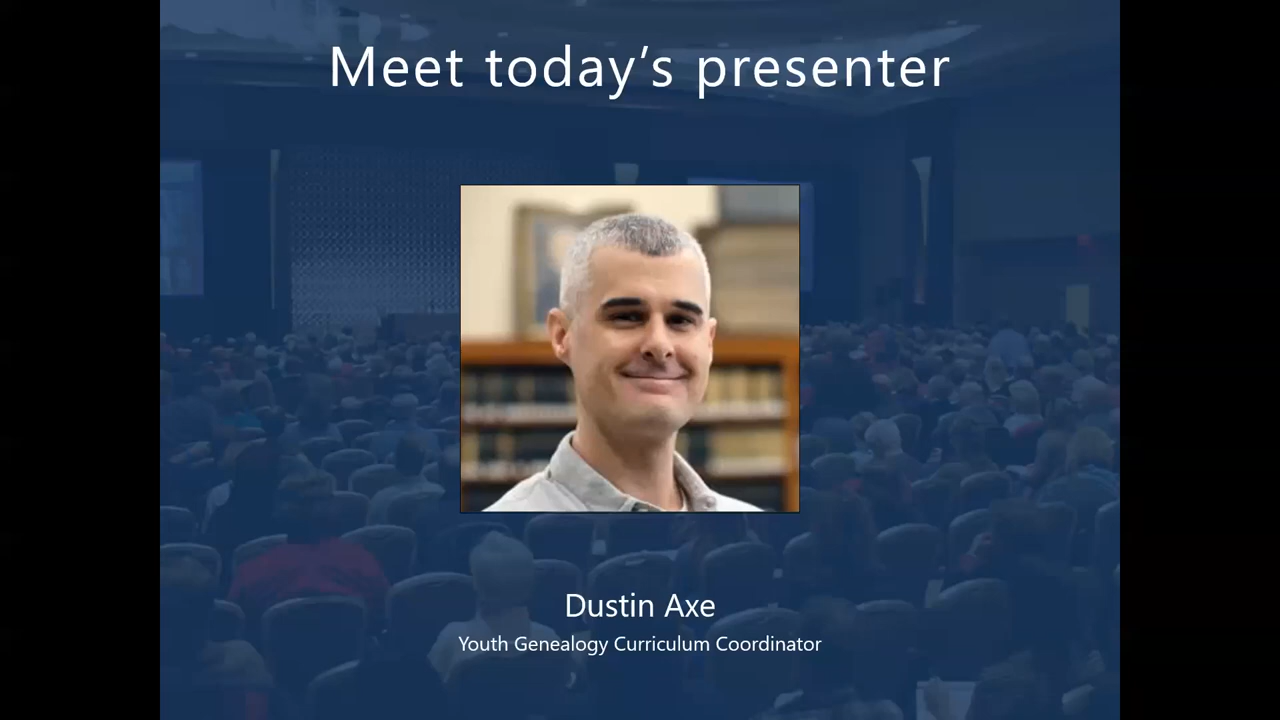 Meet today’s presenter
Dustin Axe
Youth Genealogy Curriculum Coordinator